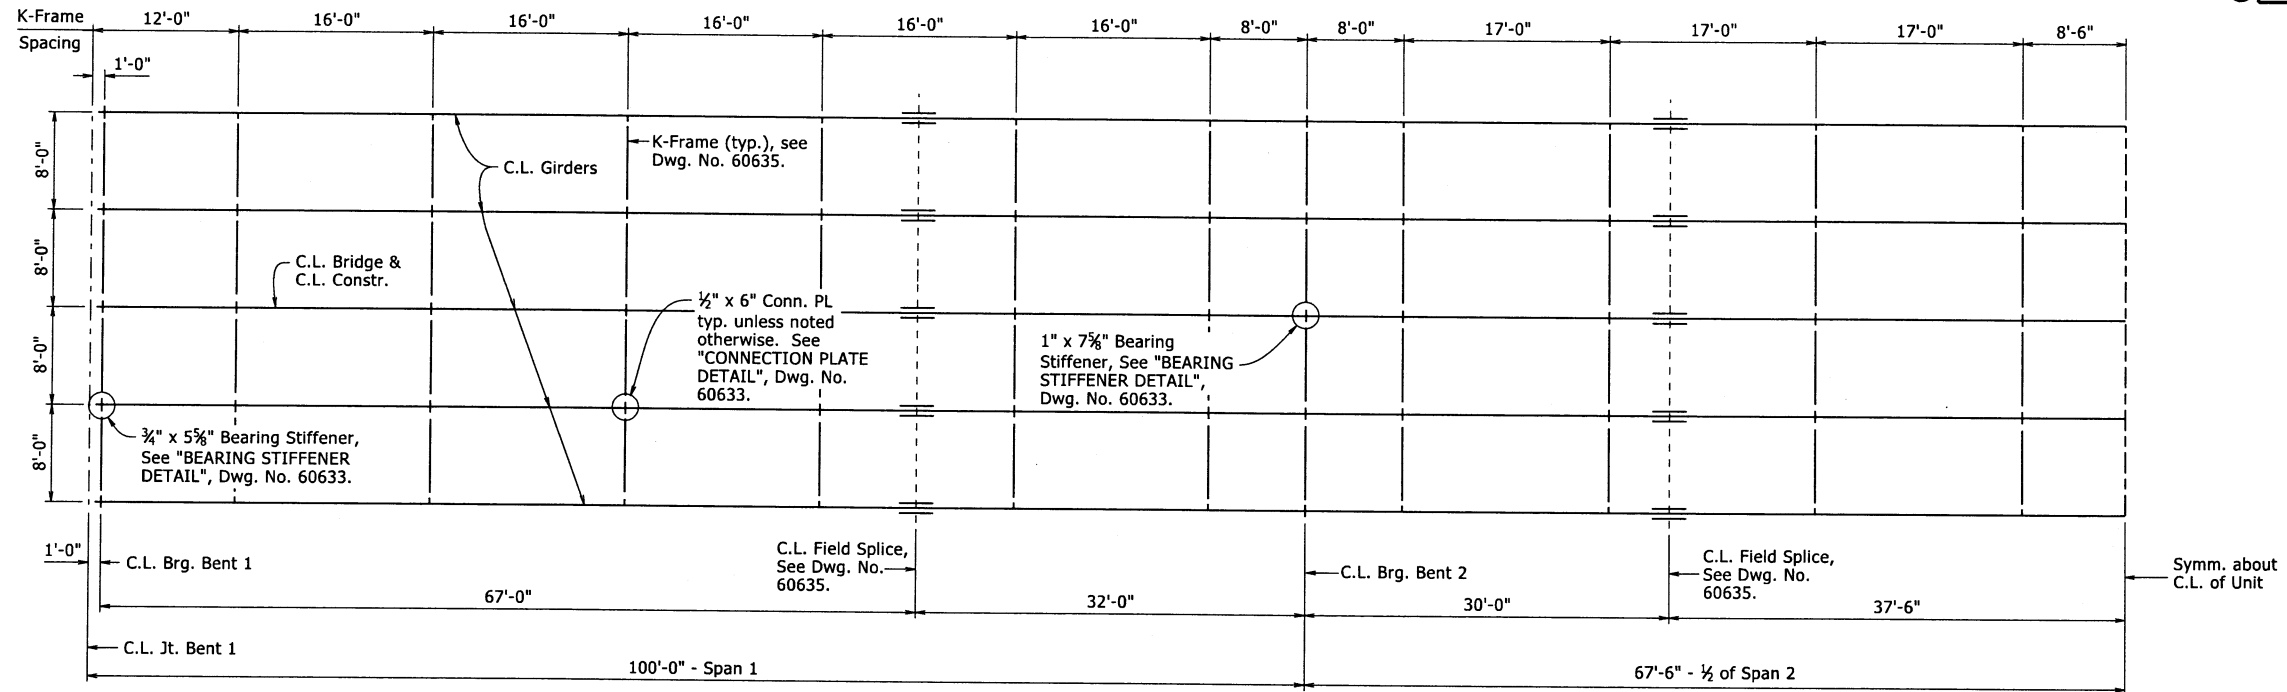 K-Frame
Spacing
12'-0"
16'-0"
16'-0"
16'-0"
16'-0"
16'-0"
8'-0"
8'-0"
17'-0"
17'-0"
17'-0"
8'-6"
1'-0"
8'-0"
8'-0"
8'-0"
8'-0"
C.L. Girders
K-Frame (typ.), see
Dwg. No. 60635.
C.L. Bridge &
C.L. Constr.
½" x 6" Conn. PL
typ. unless noted
otherwise. See
"CONNECTION PLATE
DETAIL", Dwg. No.
60633.
1" x 7⅝" Bearing
Stiffener, See "BEARING
STIFFENER DETAIL",
Dwg. No. 60633.
¾" x 5⅝" Bearing Stiffener,
See "BEARING STIFFENER
DETAIL", Dwg. No. 60633.
1'-0"
C.L. Brg. Bent 1
C.L. Field Splice,
See Dwg. No.
60635.
C.L. Brg. Bent 2
C.L. Field Splice,
See Dwg. No.
60635.
Symm. about
C.L. of Unit
67'-0"
32'-0"
30'-0"
37'-6"
C.L. Jt. Bent 1
100'-0" - Span 1
67'-6" - ½ of Span 2